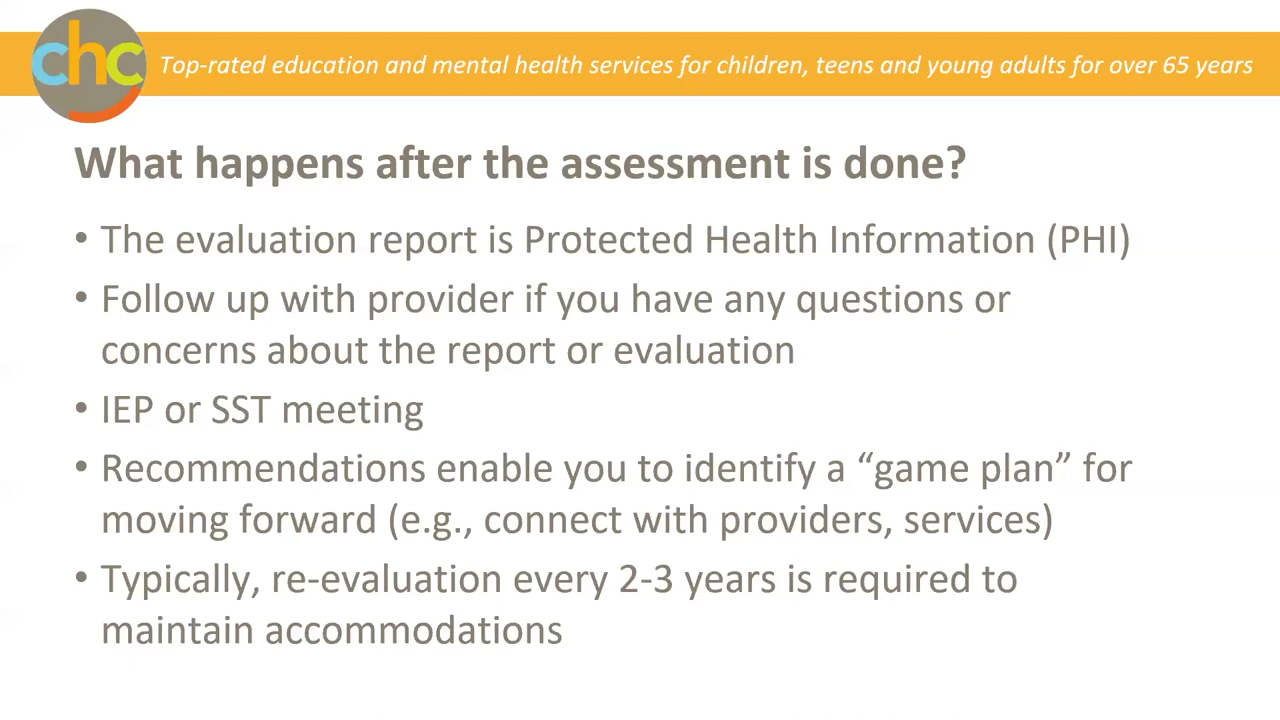 chc
Top-rated education and mental health services for children, teens and young adults for over 65 years
What happens after the assessment is done?
• The evaluation report is Protected Health Information (PHI)
• Follow up with provider if you have any questions or
concerns about the report or evaluation
• IEP or SST meeting
• Recommendations enable you to identify a “game plan” for
moving forward (e.g., connect with providers, services)
• Typically, re-evaluation every 2-3 years is required to
maintain accommodations